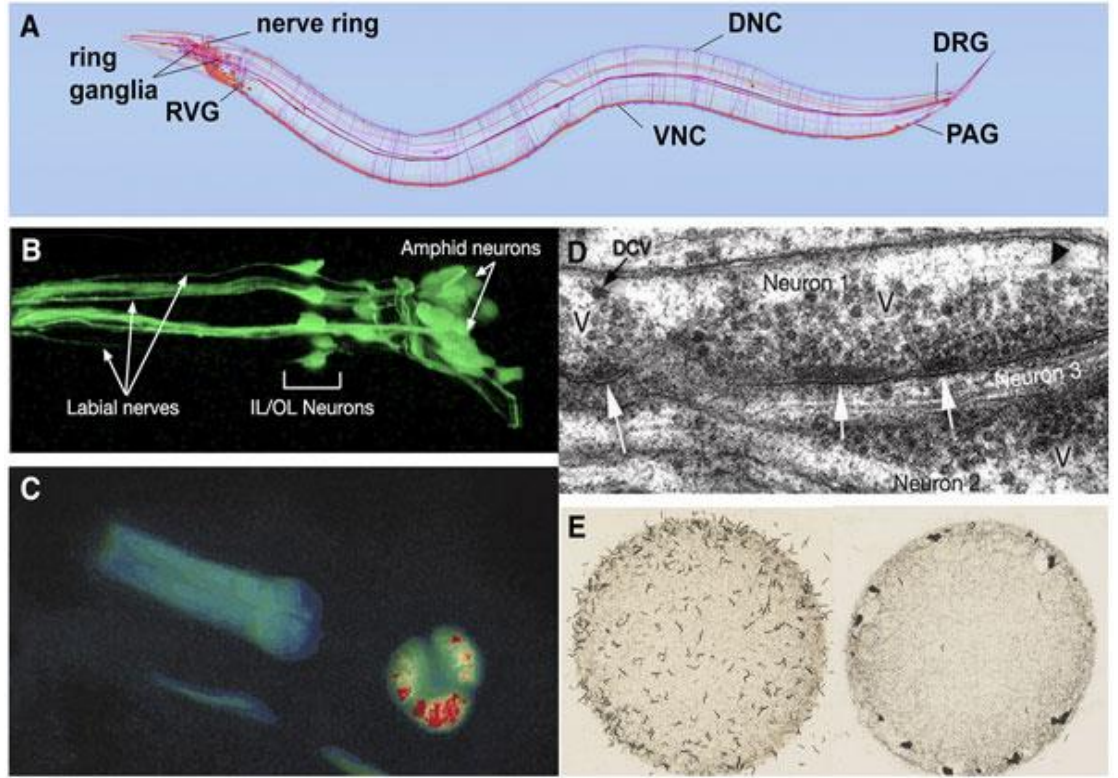 A
nerve ring
ring
ganglia
RVG
DNC
VNC
DRG
PAG
B
Amphid neurons
Labial nerves
IL/OL Neurons
C
D
DCV
Neuron 1
V
V
Neuron 3
V
Neuron 2
E